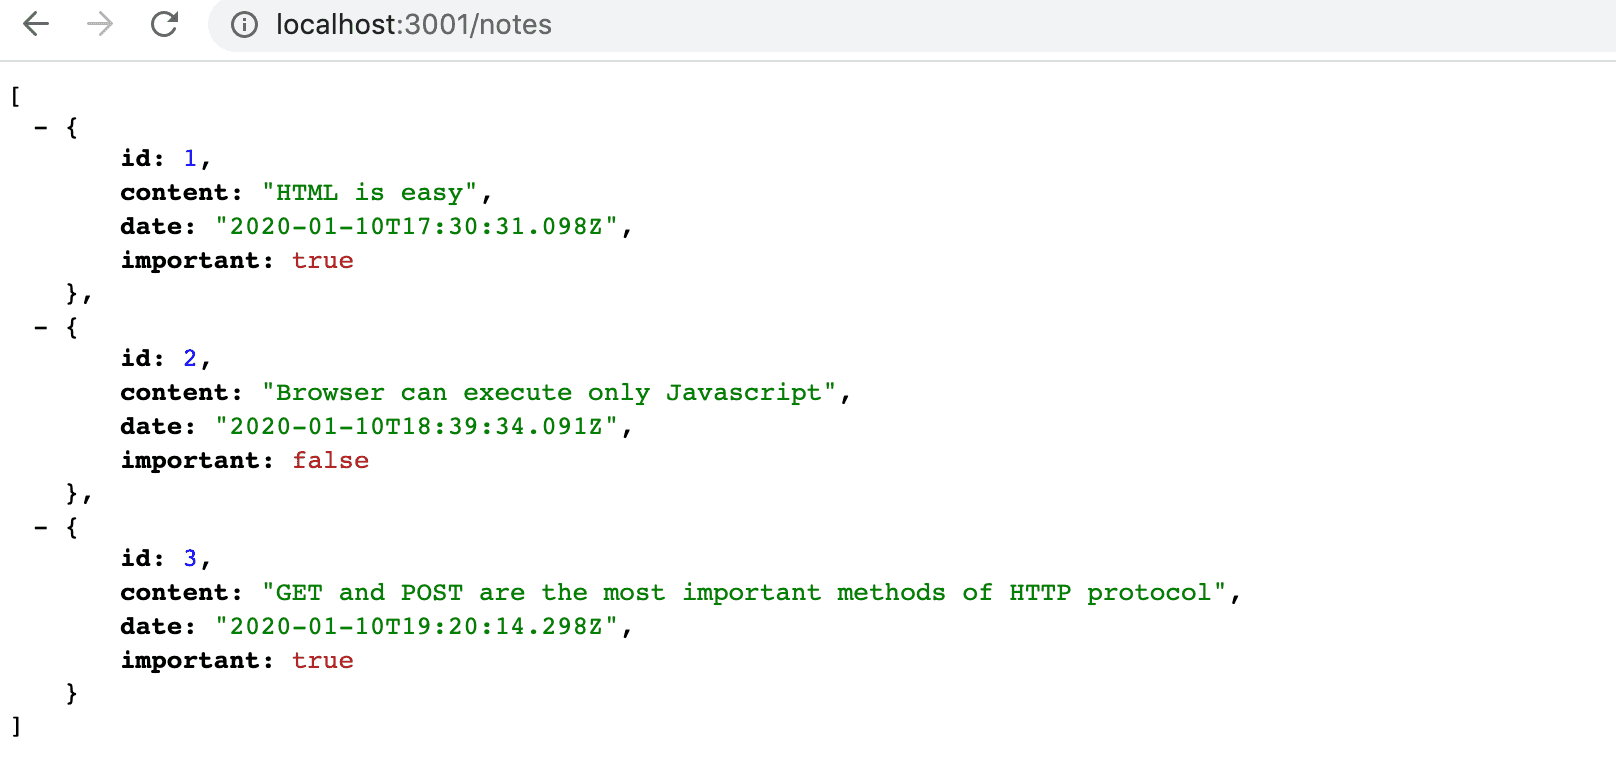 localhost:3001/notes
[
- {
id: 1,
content: "HTML is easy",
date: "2020-01-10T17:30:31.098Z",
important: true
},
- {
id: 2,
content: "Browser can execute only Javascript",
date: "2020-01-10T18:39:34.091Z",
important: false
},
- {
id: 3,
content: "GET and POST are the most important methods of HTTP protocol",
date: "2020-01-10T19:20:14.298Z",
important: true
}
]